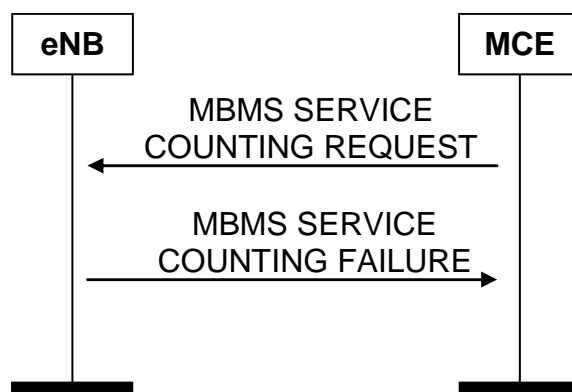 eNB
MCE
MBMS SERVICE
COUNTING REQUEST
MBMS SERVICE
COUNTING FAILURE